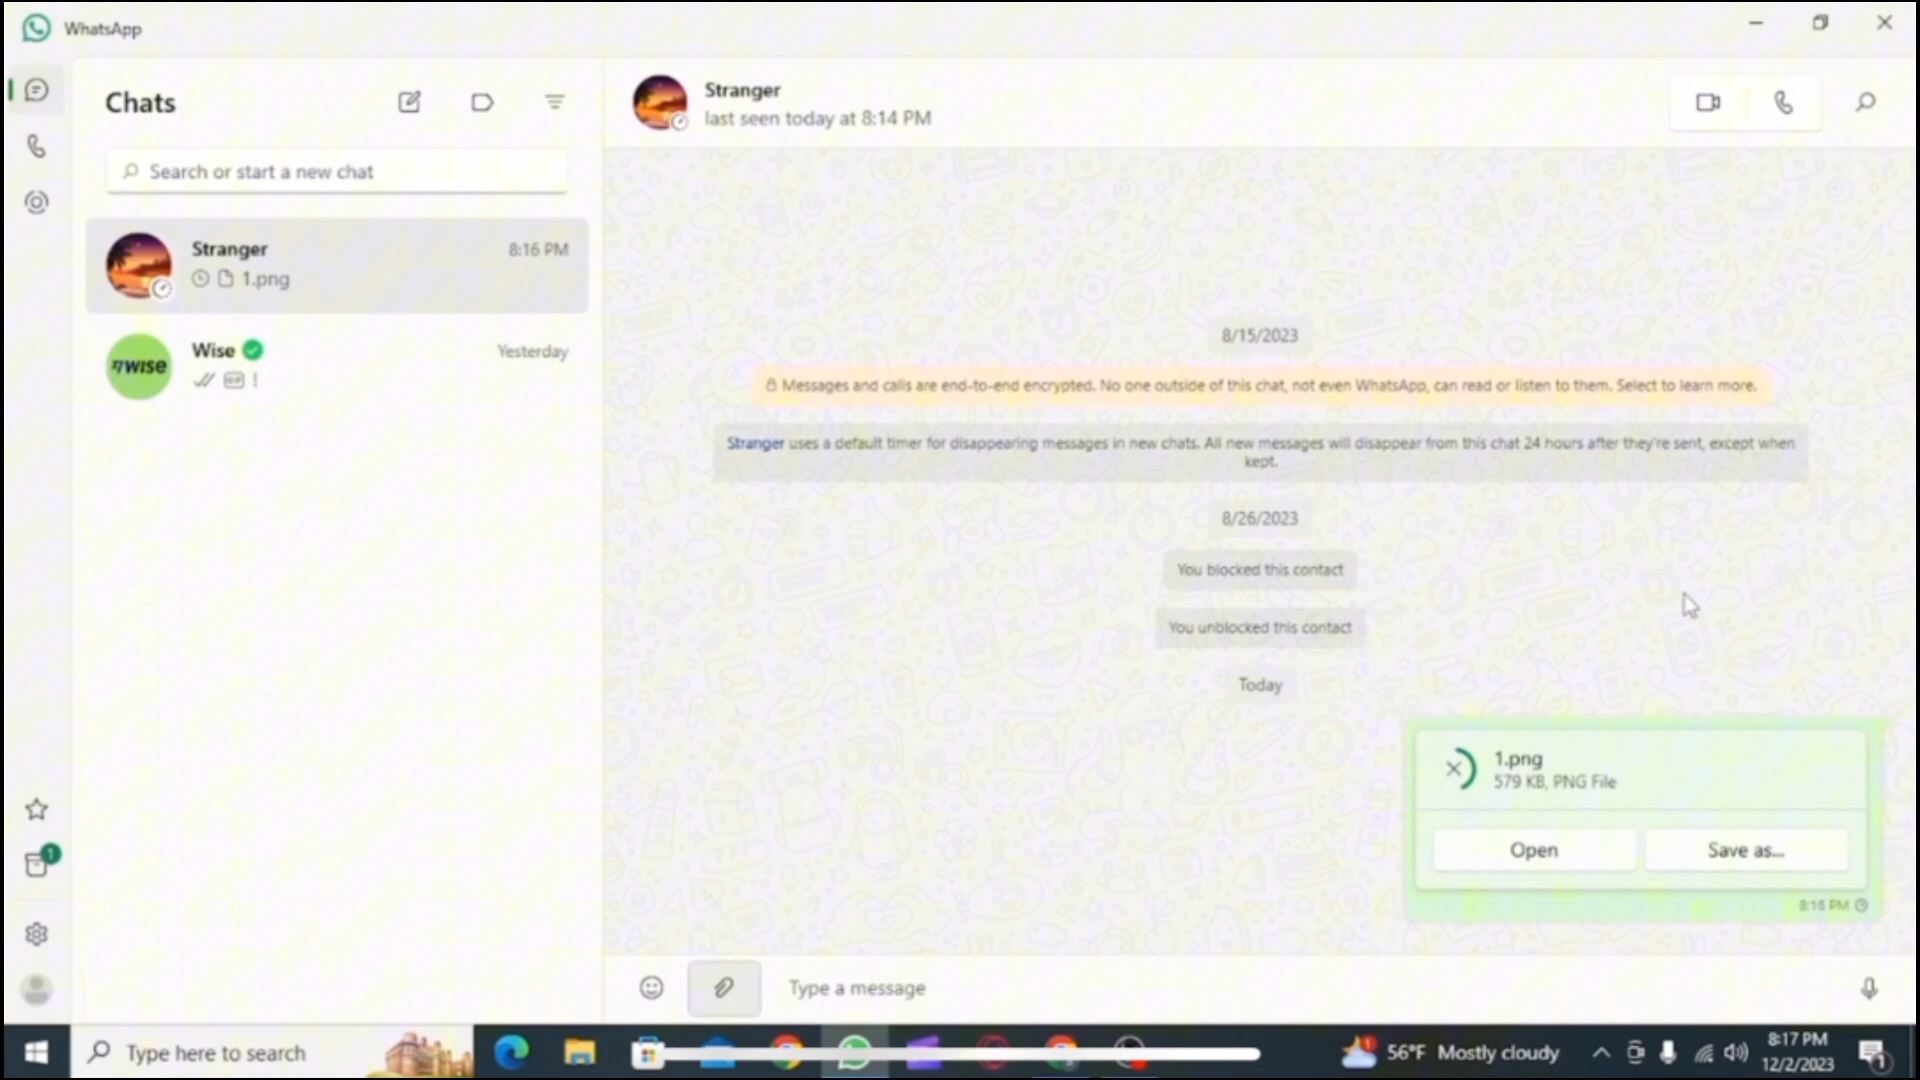 WhatsApp
Chats
Search or start a new chat
Stranger
8:16 PM
1.png
Wise
Yesterday
WISE
GIF !
1
Stranger
last seen today at 8:14 PM
8/15/2023
Messages and calls are end-to-end encrypted. No one outside of this chat, not even WhatsApp, can read or listen to them. Select to learn more.
Stranger uses a default timer for disappearing messages in new chats. All new messages will disappear from this chat 24 hours after they're sent, except when
kept.
8/26/2023
You blocked this contact
You unblocked this contact
Today
1.png
579 KB, PNG File
Open
Save as...
8:16 PM
Type a message
Type here to search
1
56°F Mostly cloudy
8:17 PM
12/2/2023
1